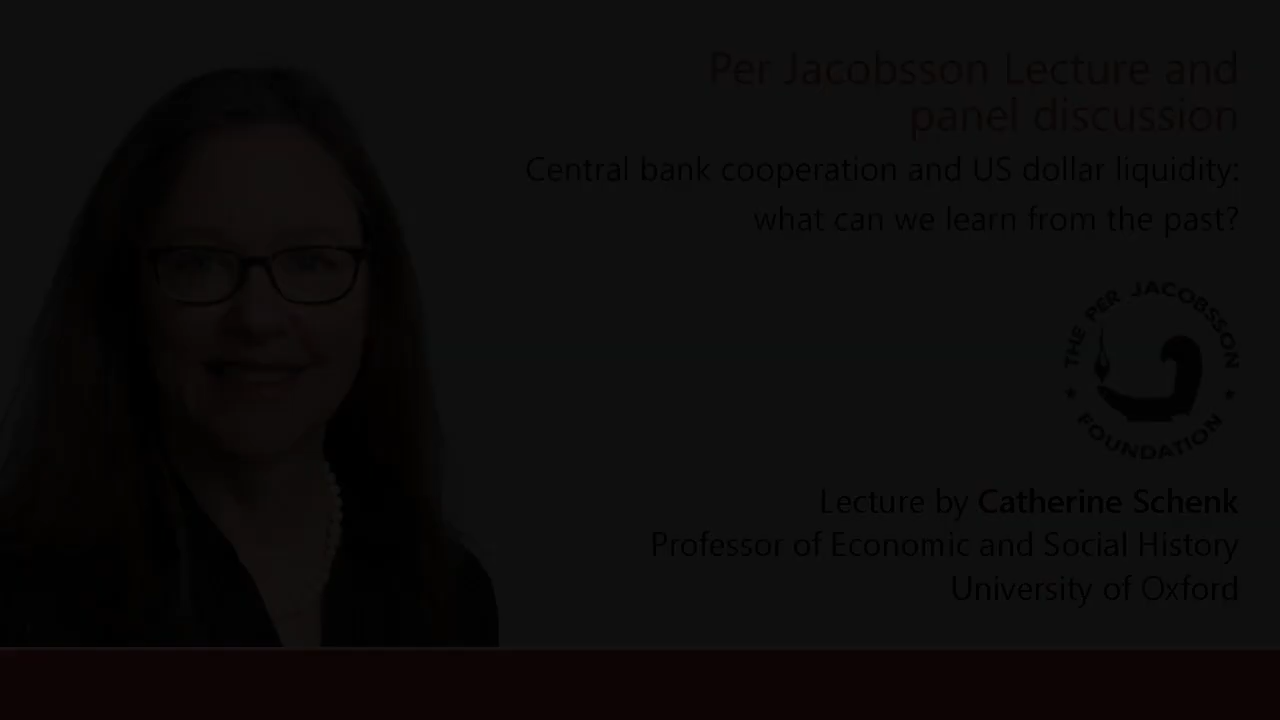 Per Jacobsson Lecture and
panel discussion
Central bank cooperation and US dollar liquidity:
what can we learn from the past?
THE PER JACOBSSON
FOUNDATION
Lecture by Catherine Schenk
Professor of Economic and Social History
University of Oxford